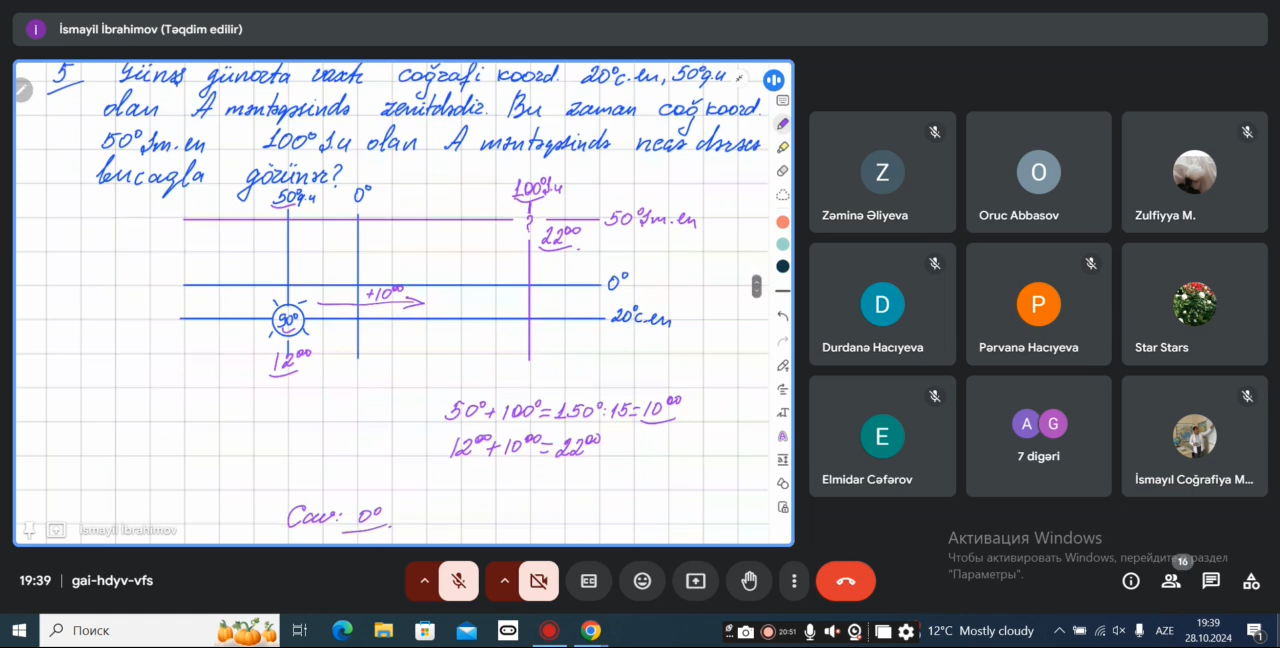 İsmayil İbrahimov (Təqdim edilir)
5 Günəş günorta vaxtı coğrafi koord. 20°c.en, 50°q.u
olan A məntəqəsində zenitdədir. Bu zaman coğ koord.
50°şm.en 100°ş.u olan A məntəqəsində neçə dərəcə
bucaqla görünər?
50°q.u 0° 100°ş.u
? 50°şm.en
22⁰⁰
0°
+10⁰⁰
90° 20°c.en
12⁰⁰
50°+100°=150°:15=10⁰⁰
12⁰⁰+10⁰⁰=22⁰⁰
Cav: 0°.
ismayil ibrahimov
Z
Zəminə Əliyeva
O
Oruc Abbasov
Zulfiyya M.
D
Durdanə Hacıyeva
P
Pərvanə Hacıyeva
Star Stars
E
Elmidar Cəfərov
A G
7 digəri
İsmayıl Coğrafiya M...
Активация Windows
Чтобы активировать Windows, перейдите в раздел
"Параметры".
19:39 | gai-hdyv-vfs
16
Поиск
20:51
12°C Mostly cloudy
AZE
19:39
28.10.2024
1